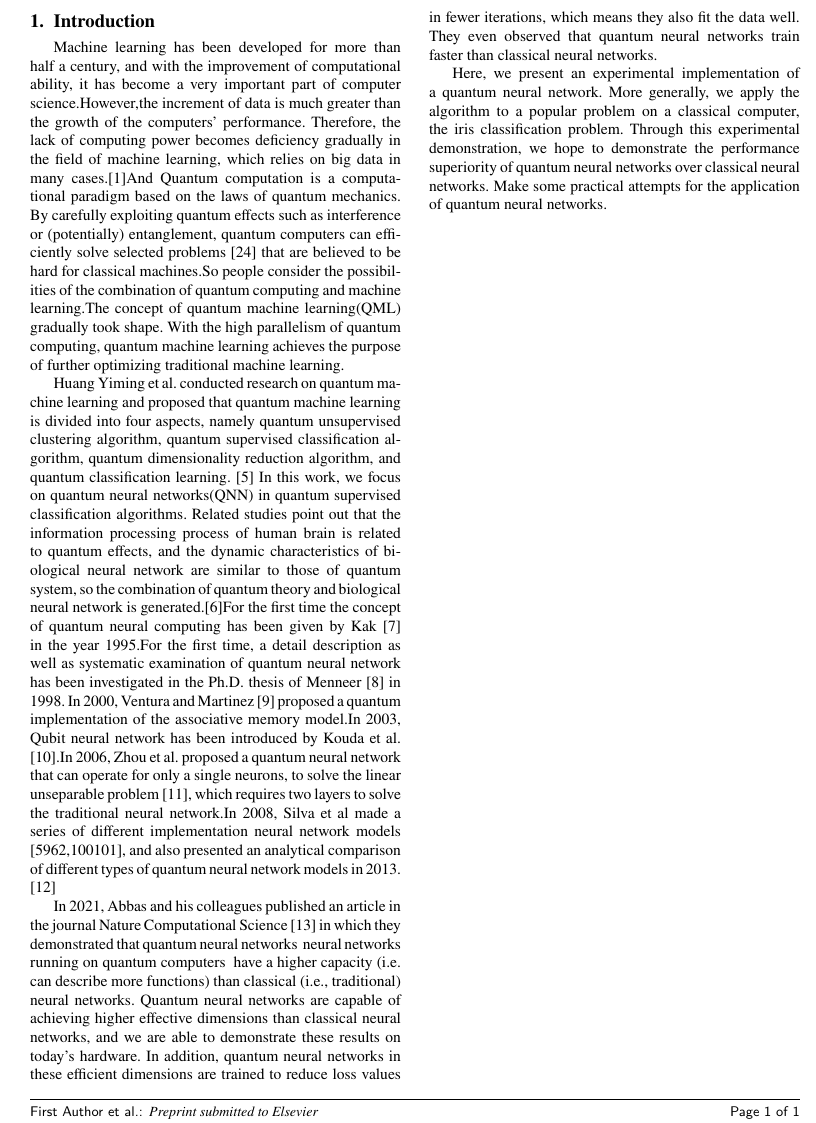 1. Introduction
Machine learning has been developed for more than
half a century, and with the improvement of computational
ability, it has become a very important part of computer
science.However,the increment of data is much greater than
the growth of the computers' performance. Therefore, the
lack of computing power becomes deficiency gradually in
the field of machine learning, which relies on big data in
many cases.[1]And Quantum computation is a computa-
tional paradigm based on the laws of quantum mechanics.
By carefully exploiting quantum effects such as interference
or (potentially) entanglement, quantum computers can effi-
ciently solve selected problems [24] that are believed to be
hard for classical machines.So people consider the possibil-
ities of the combination of quantum computing and machine
learning.The concept of quantum machine learning(QML)
gradually took shape. With the high parallelism of quantum
computing, quantum machine learning achieves the purpose
of further optimizing traditional machine learning.
Huang Yiming et al. conducted research on quantum ma-
chine learning and proposed that quantum machine learning
is divided into four aspects, namely quantum unsupervised
clustering algorithm, quantum supervised classification al-
gorithm, quantum dimensionality reduction algorithm, and
quantum classification learning. [5] In this work, we focus
on quantum neural networks(QNN) in quantum supervised
classification algorithms. Related studies point out that the
information processing process of human brain is related
to quantum effects, and the dynamic characteristics of bi-
ological neural network are similar to those of quantum
system, so the combination of quantum theory and biological
neural network is generated.[6]For the first time the concept
of quantum neural computing has been given by Kak [7]
in the year 1995.For the first time, a detail description as
well as systematic examination of quantum neural network
has been investigated in the Ph.D. thesis of Menneer [8] in
1998. In 2000, Ventura and Martinez [9] proposed a quantum
implementation of the associative memory model.In 2003,
Qubit neural network has been introduced by Kouda et al.
[10].In 2006, Zhou et al. proposed a quantum neural network
that can operate for only a single neurons, to solve the linear
unseparable problem [11], which requires two layers to solve
the traditional neural network.In 2008, Silva et al made a
series of different implementation neural network models
[5962,100101], and also presented an analytical comparison
of different types of quantum neural network models in 2013.
[12]
In 2021, Abbas and his colleagues published an article in
the journal Nature Computational Science [13] in which they
demonstrated that quantum neural networks neural networks
running on quantum computers have a higher capacity (i.e.
can describe more functions) than classical (i.e., traditional)
neural networks. Quantum neural networks are capable of
achieving higher effective dimensions than classical neural
networks, and we are able to demonstrate these results on
today's hardware. In addition, quantum neural networks in
these efficient dimensions are trained to reduce loss values
in fewer iterations, which means they also fit the data well.
They even observed that quantum neural networks train
faster than classical neural networks.
Here, we present an experimental implementation of
a quantum neural network. More generally, we apply the
algorithm to a popular problem on a classical computer,
the iris classification problem. Through this experimental
demonstration, we hope to demonstrate the performance
superiority of quantum neural networks over classical neural
networks. Make some practical attempts for the application
of quantum neural networks.
First Author et al.: Preprint submitted to Elsevier
Page 1 of 1